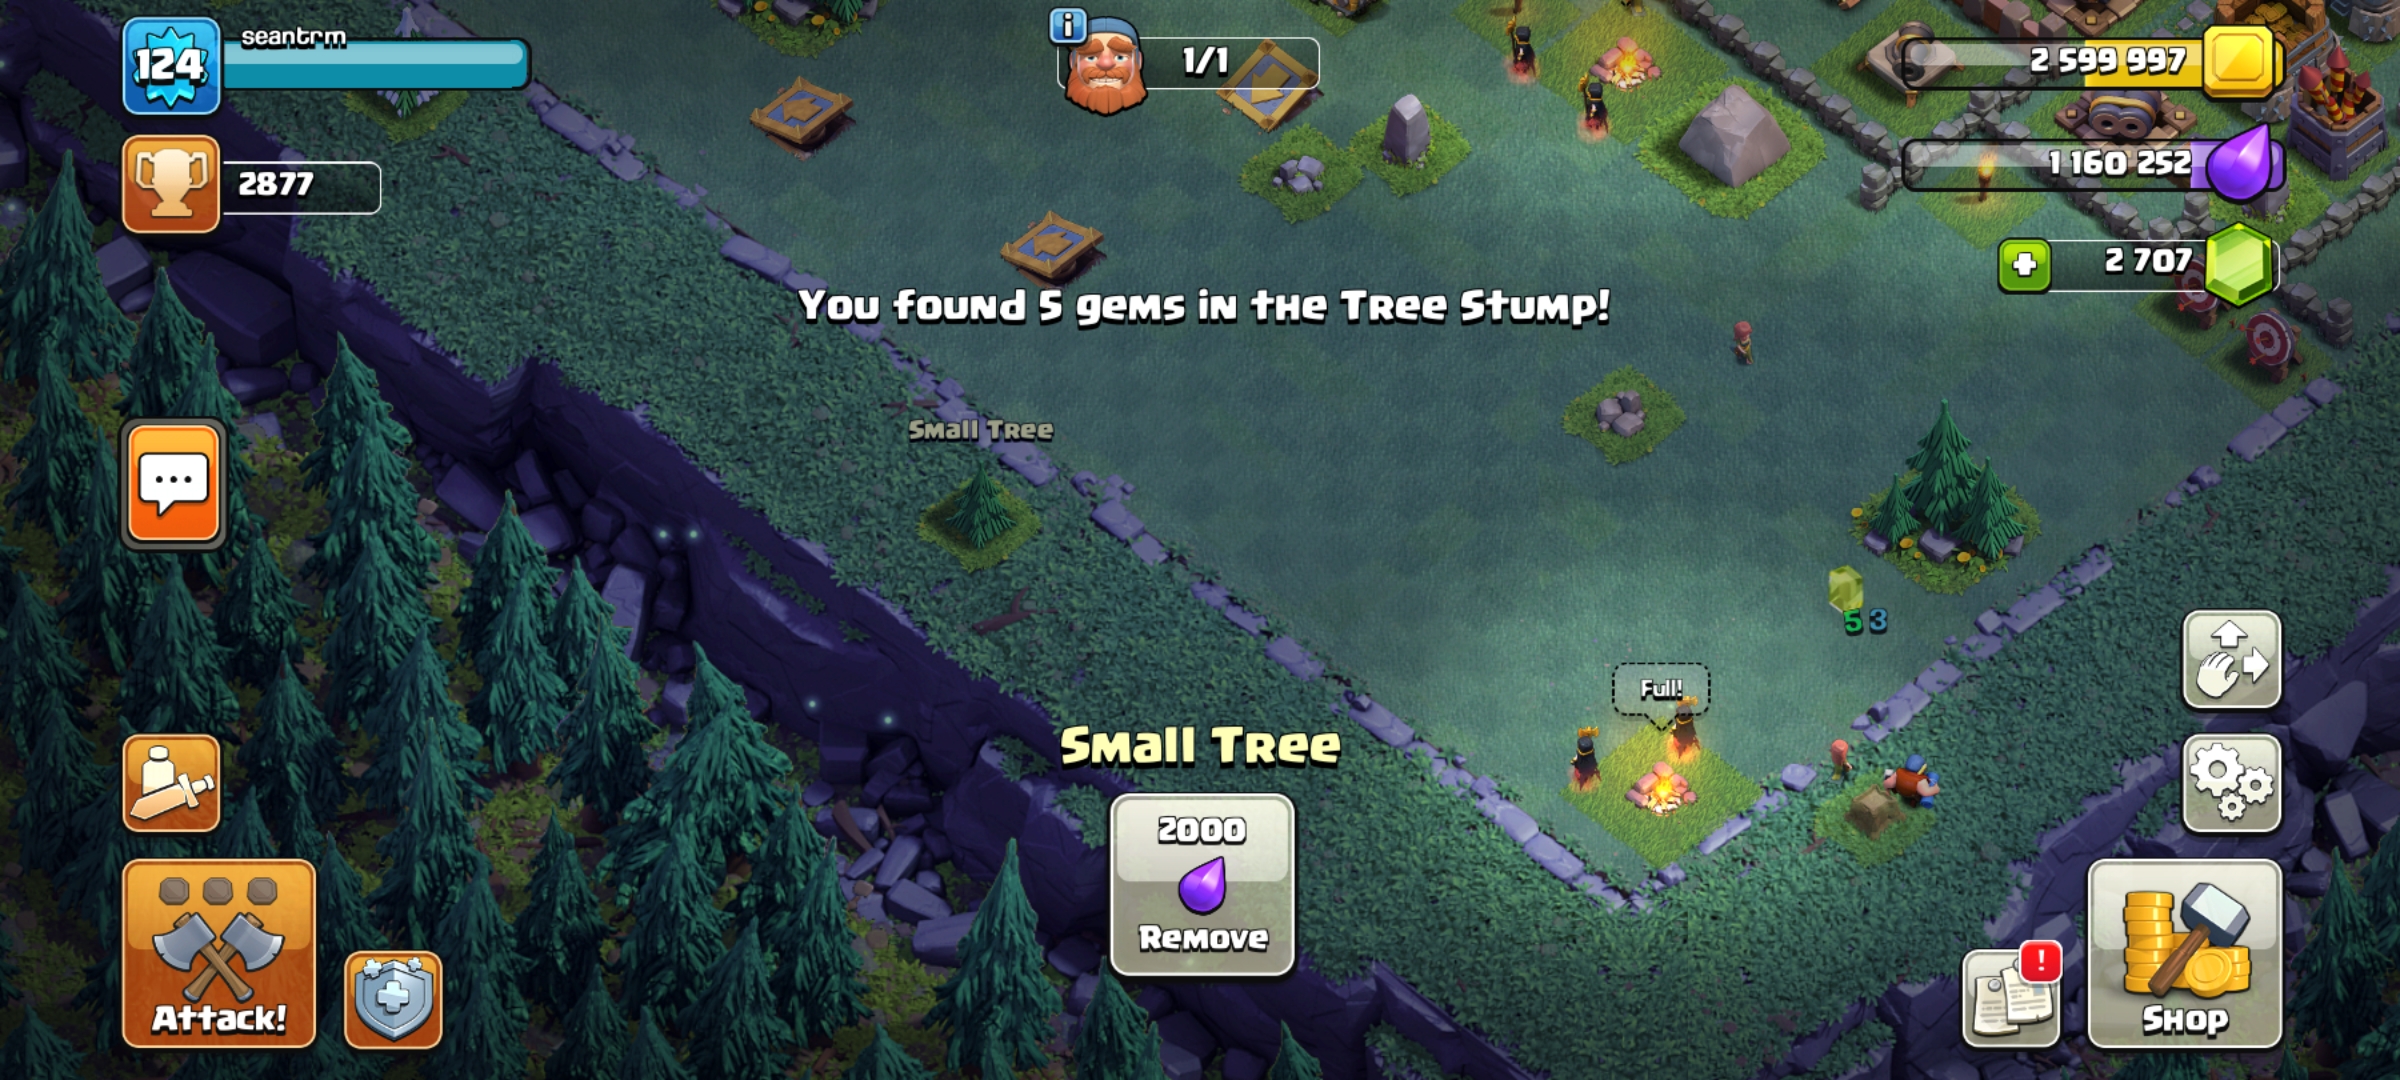 124
seantrm
1/1
2 599 997
2877
1 160 252
2 707
You found 5 gems in the Tree Stump!
Small Tree
5 3
Full!
Small Tree
2000
Remove
Attack!
!
Shop